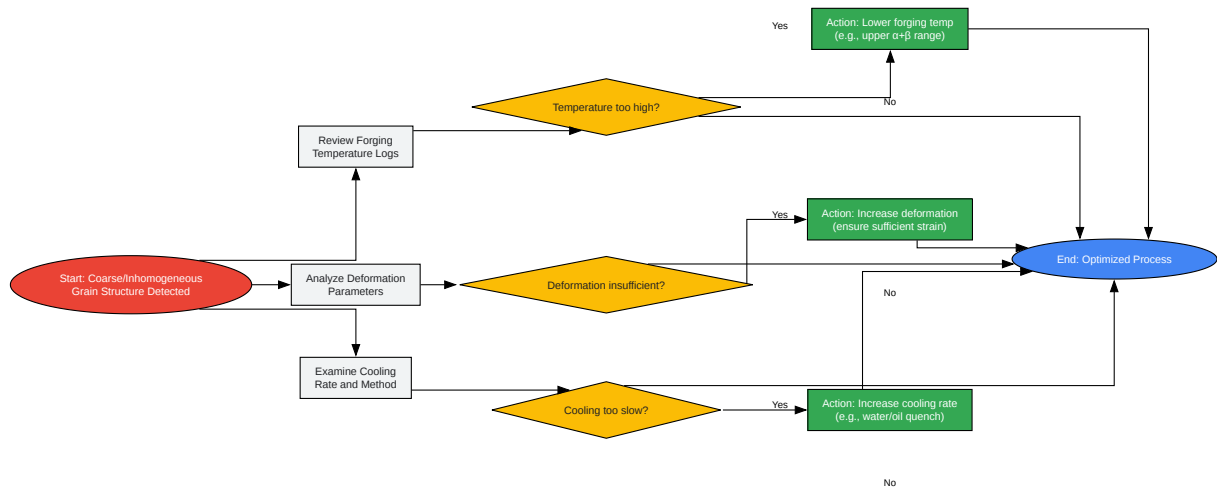 Yes
Action: Lower forging temp
(e.g., upper α+β range)
Temperature too high?
No
Review Forging
Temperature Logs
Yes
Action: Increase deformation
(ensure sufficient strain)
Start: Coarse/Inhomogeneous
Grain Structure Detected
Analyze Deformation
Parameters
Deformation insufficient?
End: Optimized Process
No
Examine Cooling
Rate and Method
Cooling too slow?
Yes
Action: Increase cooling rate
(e.g., water/oil quench)
No